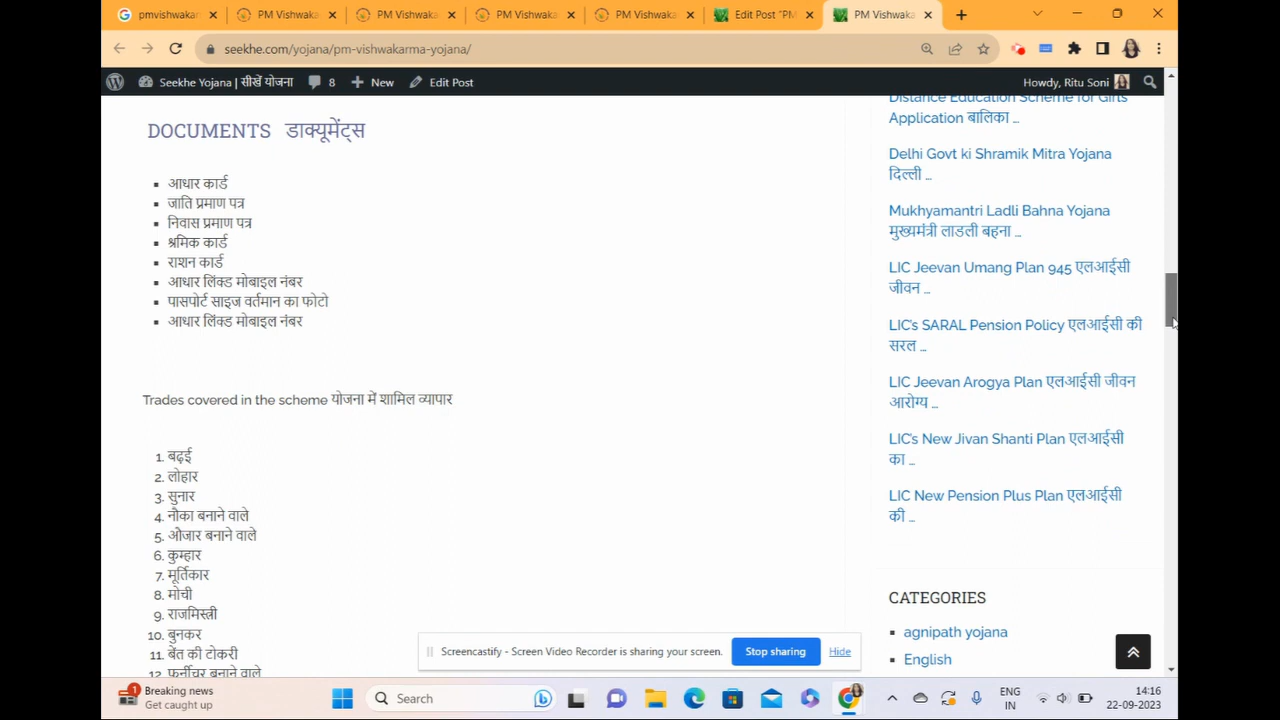 pmvishwakarm
PM Vishwaka
PM Vishwaka
PM Vishwaka
PM Vishwaka
Edit Post "PM
PM Vishwaka
seekhe.com/yojana/pm-vishwakarma-yojana/
Seekhe Yojana | सीखें योजना
8
New
Edit Post
Howdy, Ritu Soni
DOCUMENTS डाक्यूमेंट्स
आधार कार्ड
जाति प्रमाण पत्र
निवास प्रमाण पत्र
श्रमिक कार्ड
राशन कार्ड
आधार लिंक्ड मोबाइल नंबर
पासपोर्ट साइज वर्तमान का फोटो
आधार लिंक्ड मोबाइल नंबर
Trades covered in the scheme योजना में शामिल व्यापार
1. बढ़ई
2. लोहार
3. सुनार
4. नौका बनाने वाले
5. औजार बनाने वाले
6. कुम्हार
7. मूर्तिकार
8. मोची
9. राजमिस्त्री
10. बुनकर
11. बेंत की टोकरी
12. फर्नीचर बनाने वाले
Distance Education Scheme for Girls
Application बालिका ...
Delhi Govt ki Shramik Mitra Yojana
दिल्ली ...
Mukhyamantri Ladli Bahna Yojana
मुख्यमंत्री लाडली बहना ...
LIC Jeevan Umang Plan 945 एलआईसी
जीवन ...
LIC's SARAL Pension Policy एलआईसी की
सरल ...
LIC Jeevan Arogya Plan एलआईसी जीवन
आरोग्य ...
LIC's New Jivan Shanti Plan एलआईसी
का ...
LIC New Pension Plus Plan एलआईसी
की ...
CATEGORIES
agnipath yojana
English
Screencastify - Screen Video Recorder is sharing your screen.
Stop sharing
Hide
1
Breaking news
Get caught up
Search
ENG
IN
14:16
22-09-2023